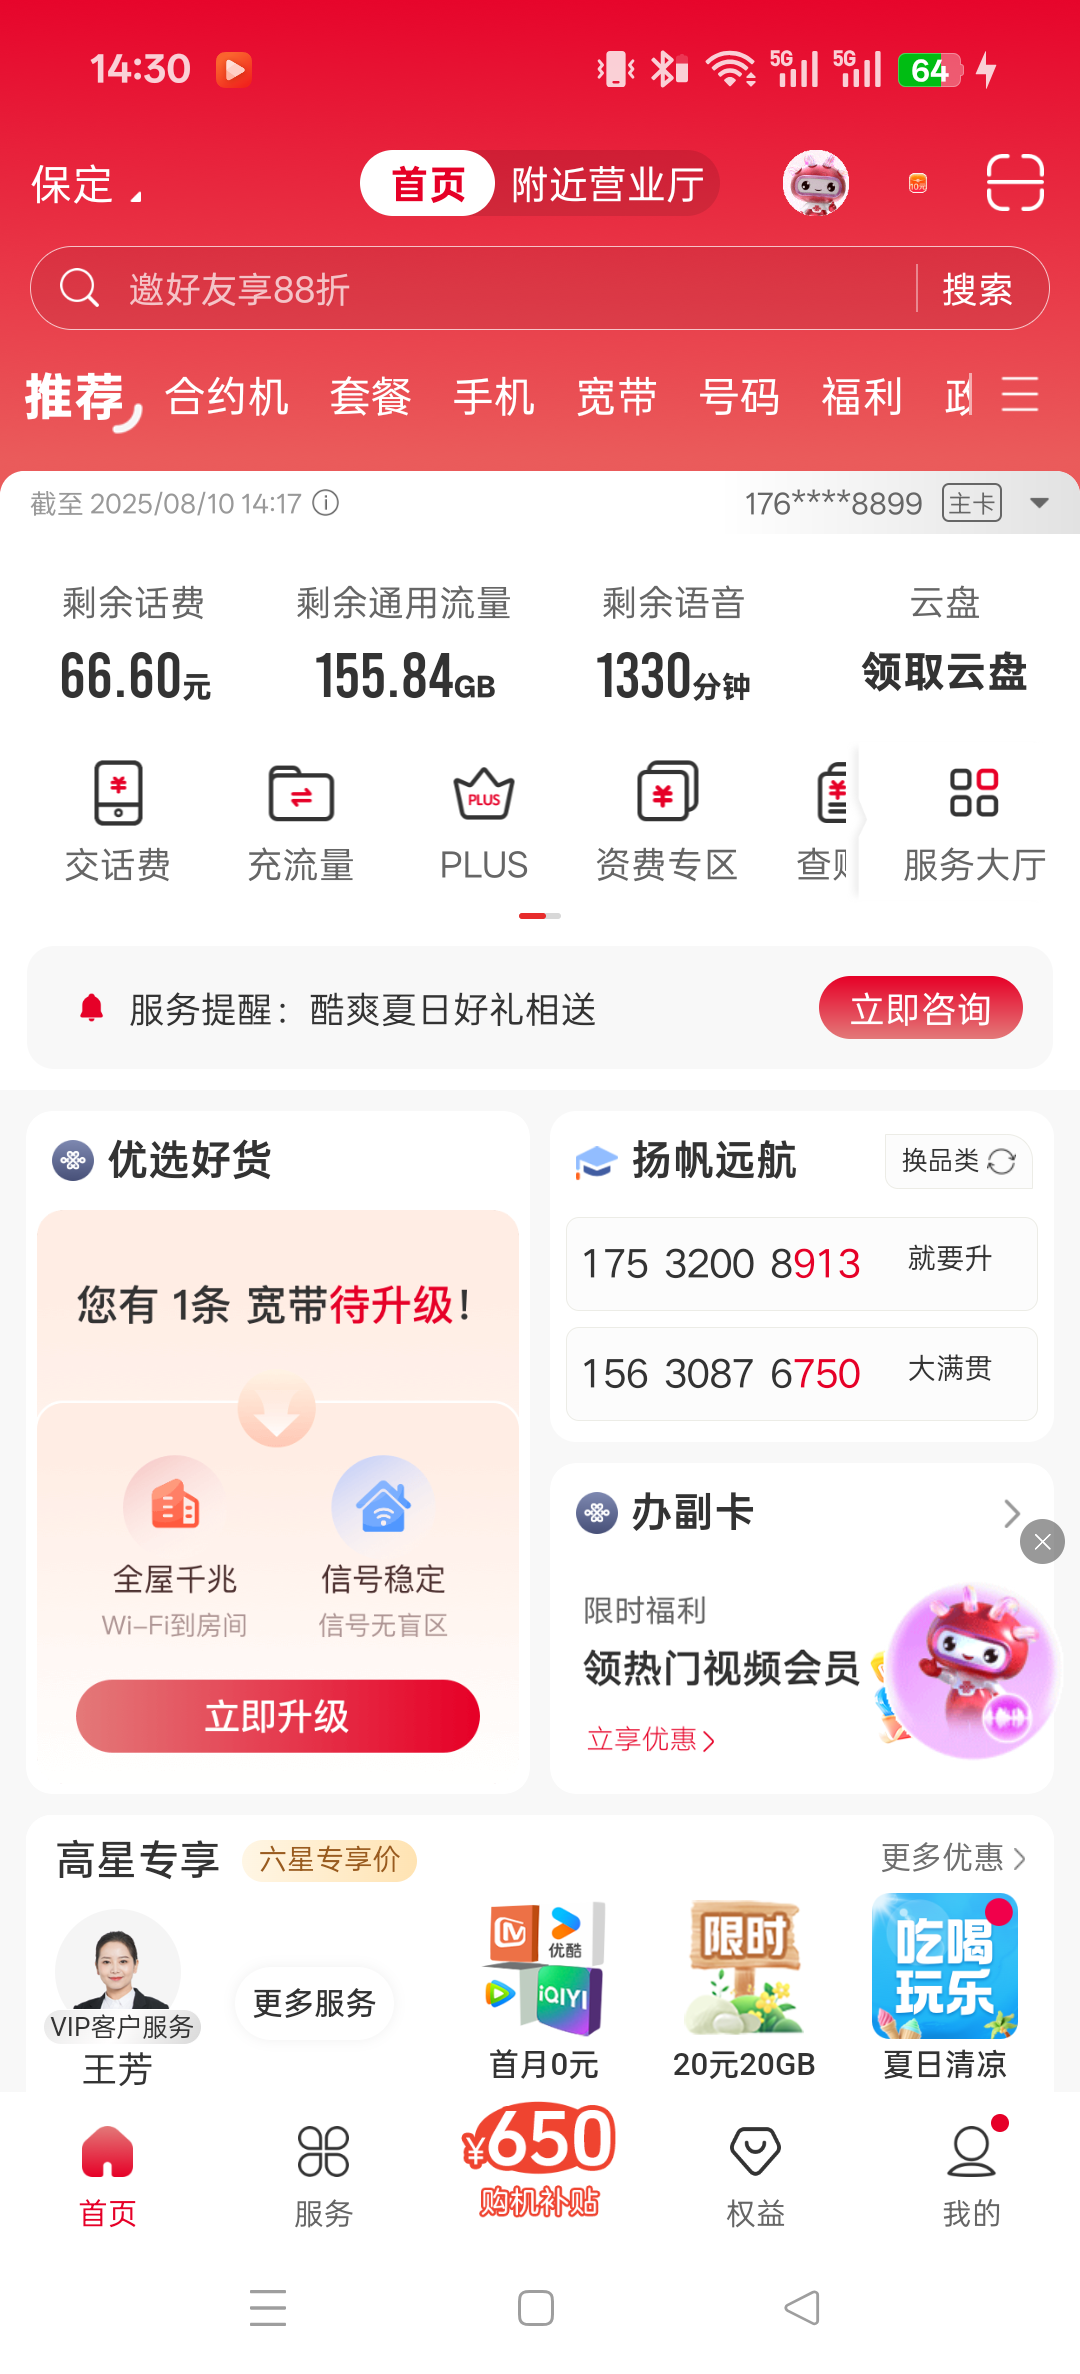 14:30
5G
5G
64
保定
首页
附近营业厅
10元
邀好友享88折
搜索
推荐
合约机
套餐
手机
宽带
号码
福利
截至 2025/08/10 14:17
176****8899
主卡
剩余话费
剩余通用流量
剩余语音
云盘
66.60元
155.84GB
1330分钟
领取云盘
PLUS
交话费
充流量
PLUS
资费专区
查
服务大厅
服务提醒：酷爽夏日好礼相送
立即咨询
优选好货
您有 1条 宽带待升级！
全屋千兆
信号稳定
Wi-Fi到房间
信号无盲区
立即升级
扬帆远航
换品类
175 3200 8913
就要升
156 3087 6750
大满贯
办副卡
限时福利
领热门视频会员
立享优惠
高星专享
六星专享价
更多优惠
VIP客户服务
王芳
更多服务
优酷
iQIYI
首月0元
限时
20元20GB
吃喝
玩乐
夏日清凉
首页
服务
¥650
购机补贴
权益
我的